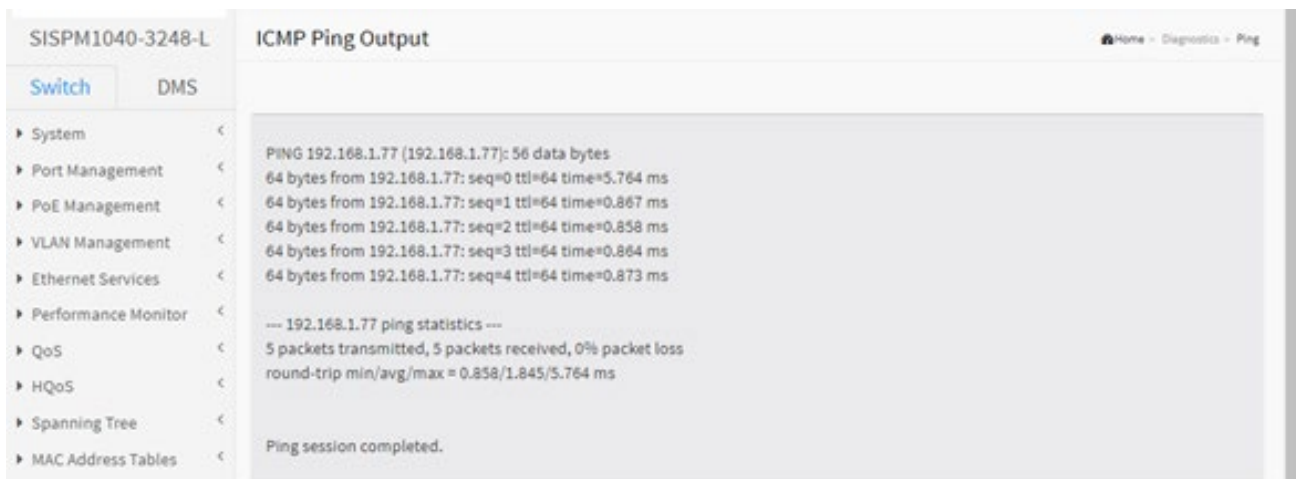 SISPM1040-3248-L
Switch DMS
System
Port Management
PoE Management
VLAN Management
Ethernet Services
Performance Monitor
QoS
HQoS
Spanning Tree
MAC Address Tables
ICMP Ping Output
Home - Diagnostics - Ping
PING 192.168.1.77 (192.168.1.77): 56 data bytes
64 bytes from 192.168.1.77: seq=0 ttl=64 time=5.764 ms
64 bytes from 192.168.1.77: seq=1 ttl=64 time=0.867 ms
64 bytes from 192.168.1.77: seq=2 ttl=64 time=0.858 ms
64 bytes from 192.168.1.77: seq=3 ttl=64 time=0.864 ms
64 bytes from 192.168.1.77: seq=4 ttl=64 time=0.873 ms
--- 192.168.1.77 ping statistics ---
5 packets transmitted, 5 packets received, 0% packet loss
round-trip min/avg/max = 0.858/1.845/5.764 ms
Ping session completed.